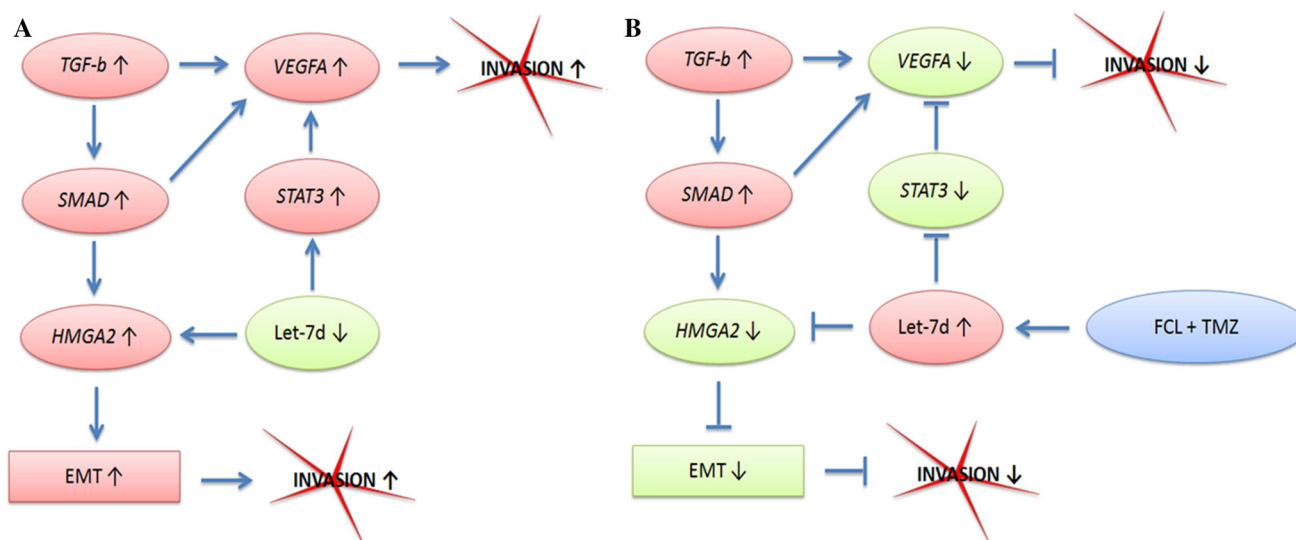 A
TGF-b ↑
VEGFA ↑
INVASION ↑
SMAD ↑
STAT3 ↑
HMGA2 ↑
Let-7d ↓
EMT ↑
INVASION ↑
B
TGF-b ↑
VEGFA ↓
INVASION ↓
SMAD ↑
STAT3 ↓
HMGA2 ↓
Let-7d ↑
FCL + TMZ
EMT ↓
INVASION ↓